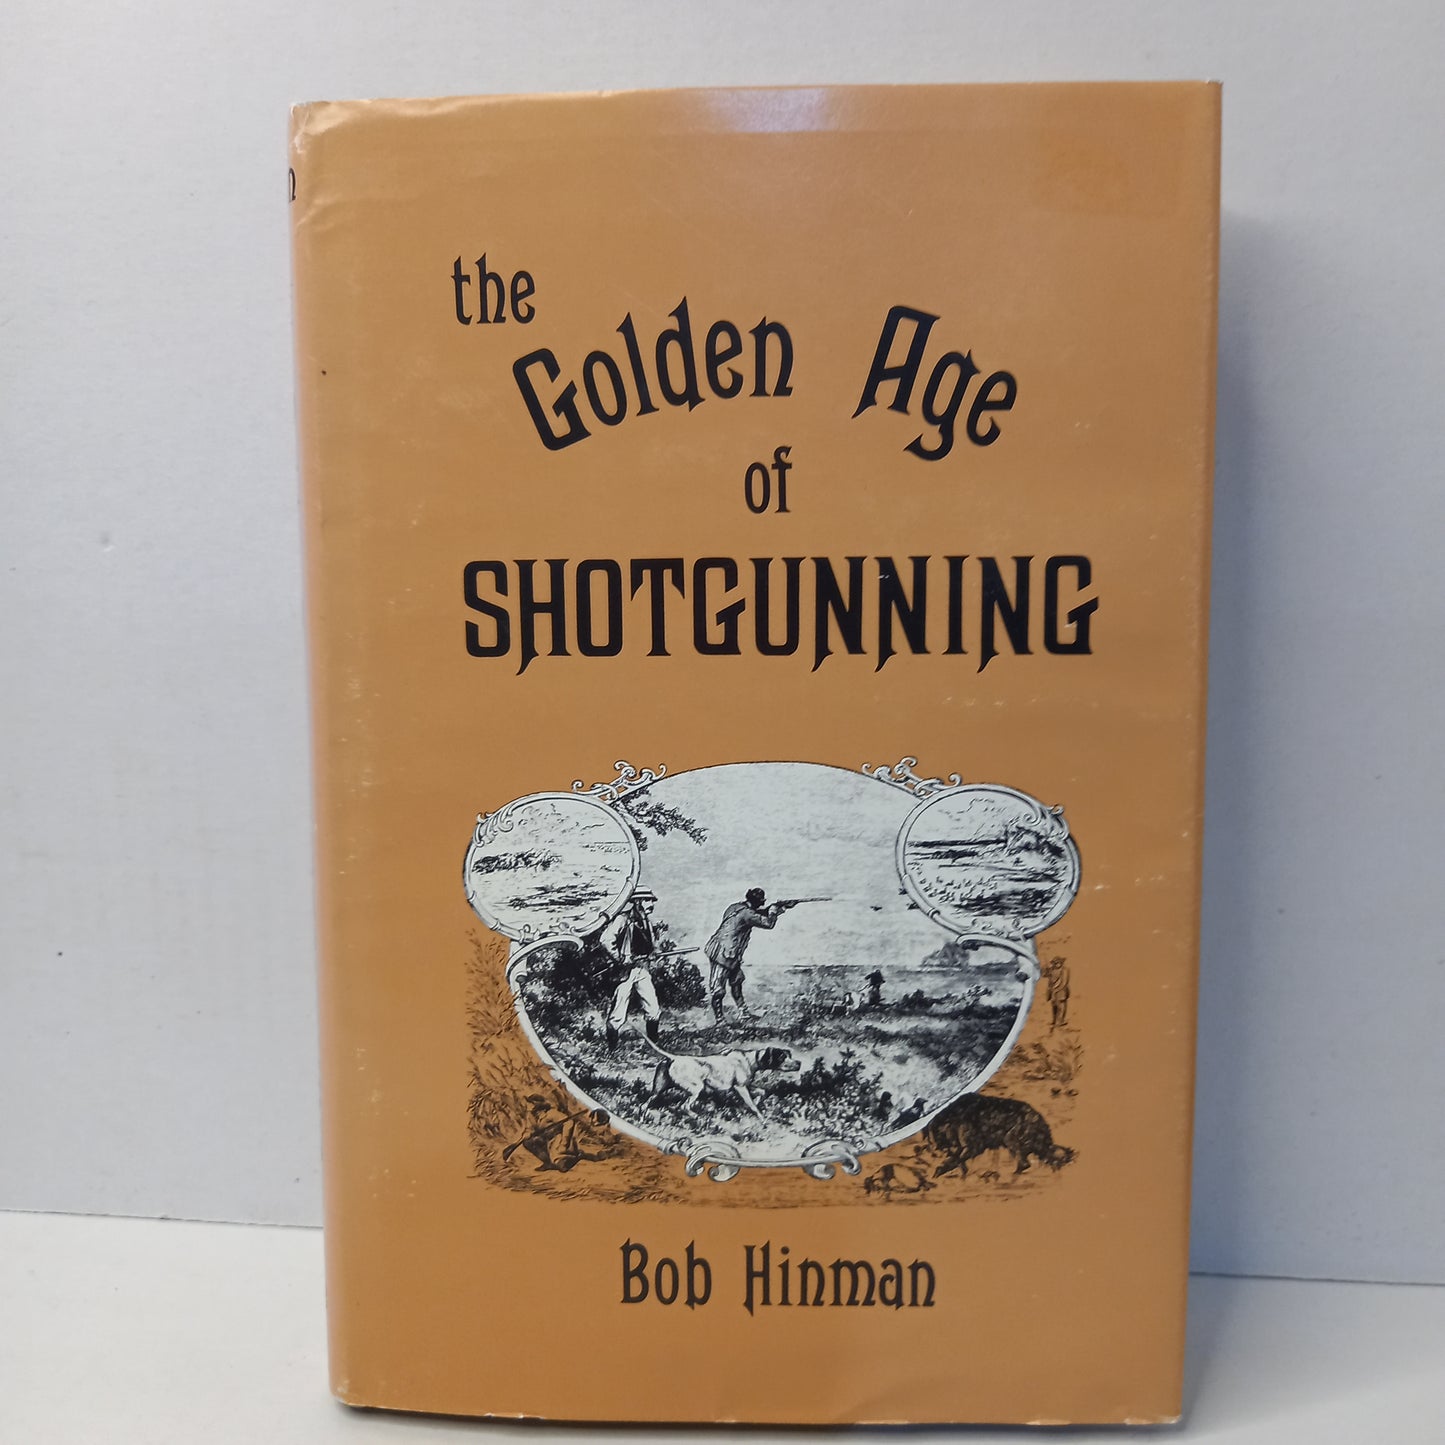 the
Golden Age
of
SHOTGUNNING
Bob Hinman
n